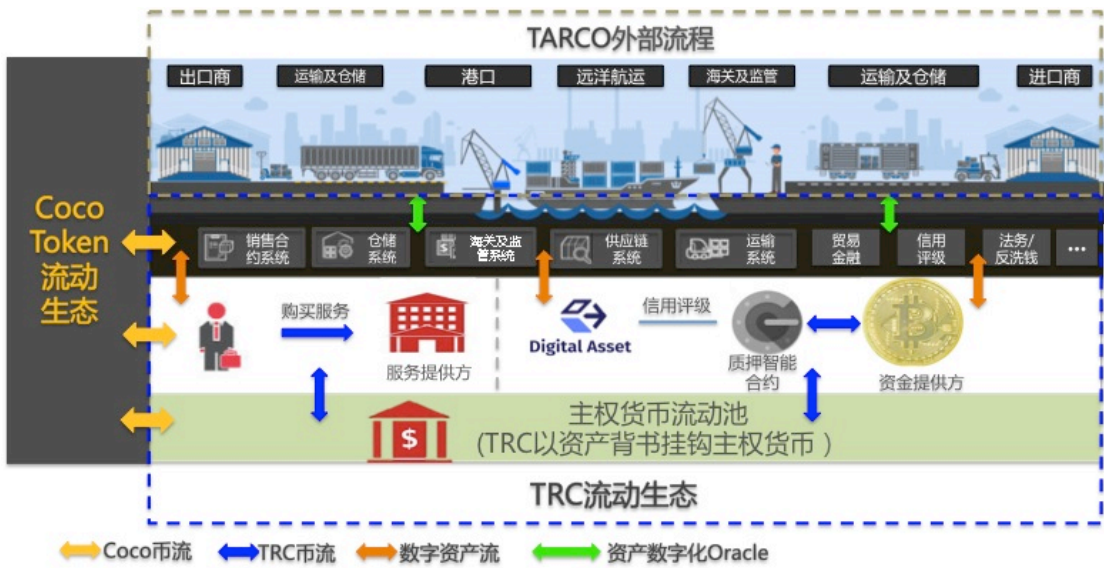 TARCO外部流程
出口商
运输及仓储
港口
远洋航运
海关及监管
运输及仓储
进口商
Coco
Token
流动
生态
销售合
约系统
仓储
系统
海关及监
管系统
供应链
系统
运输
系统
贸易
金融
信用
评级
法务/
反洗钱
...
购买服务
服务提供方
Digital Asset
信用评级
质押智能
合约
资金提供方
$
主权货币流动池
(TRC以资产背书挂钩主权货币 )
TRC流动生态
Coco币流
TRC币流
数字资产流
资产数字化Oracle